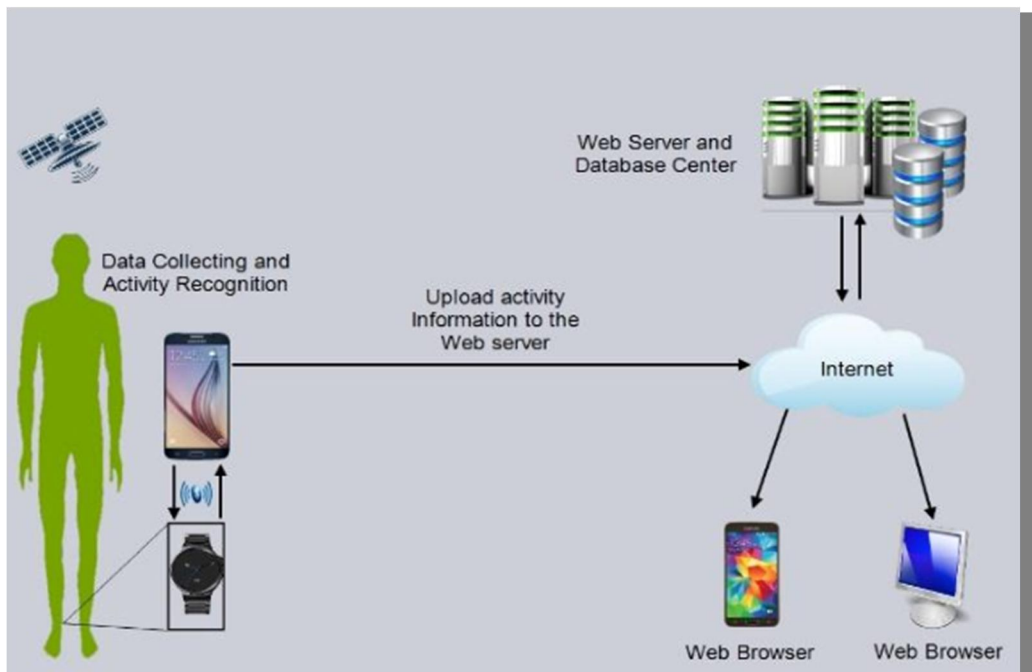 Web Server and
Database Center
Data Collecting and
Activity Recognition
Upload activity
Information to the
Web server
Internet
Web Browser
Web Browser